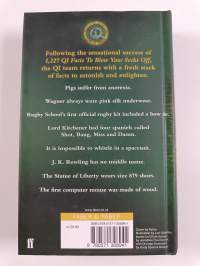 Following the sensational success of
1,227 QI Facts To Blow Your Socks Off,
the QI team returns with a fresh stack
of facts to astonish and enlighten.
Pigs suffer from anorexia.
Wagner always wore pink silk underwear.
Rugby School's first official rugby kit included a bow tie.
Lord Kitchener had four spaniels called
Shot, Bang, Miss and Damn.
It is impossible to whistle in a spacesuit.
J. K. Rowling has no middle name.
The Statue of Liberty wears size 879 shoes.
The first computer mouse was made of wood.
FABER & FABER
ff